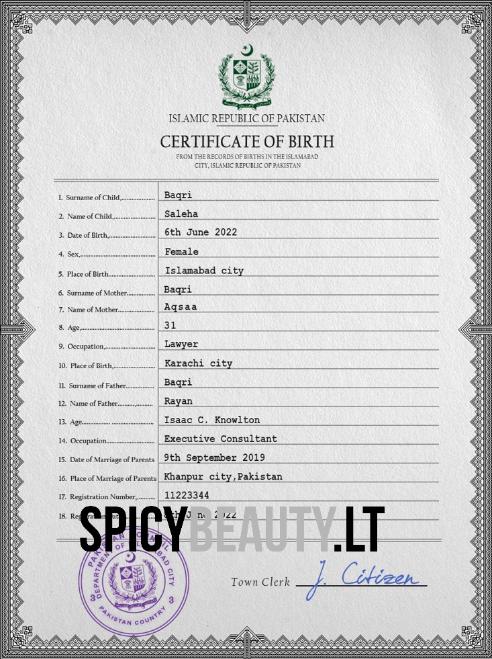 ISLAMIC REPUBLIC OF PAKISTAN
CERTIFICATE OF BIRTH
FROM THE RECORDS OF BIRTHS IN THE ISLAMABAD
CITY, ISLAMIC REPUBLIC OF PAKISTAN
1. Surname of Child, Baqri
2. Name of Child, Saleha
3. Date of Birth, 6th June 2022
4. Sex, Female
5. Place of Birth Islamabad city
6. Surname of Mother Baqri
7. Name of Mother Aqsaa
8. Age, 31
9. Occupation, Lawyer
10. Place of Birth, Karachi city
11. Surname of Father Baqri
12. Name of Father Rayan
13. Age Isaac C. Knowlton
14. Occupation Executive Consultant
15. Date of Marriage of Parents 9th September 2019
16. Place of Marriage of Parents Khanpur city,Pakistan
17. Registration Number, 11223344
18. 2022
SPICYBEAUTY.LT
DEPARTMENT OF ISLAMABAD CITY
3 3
PAKISTAN COUNTRY
Town Clerk J. Citizen